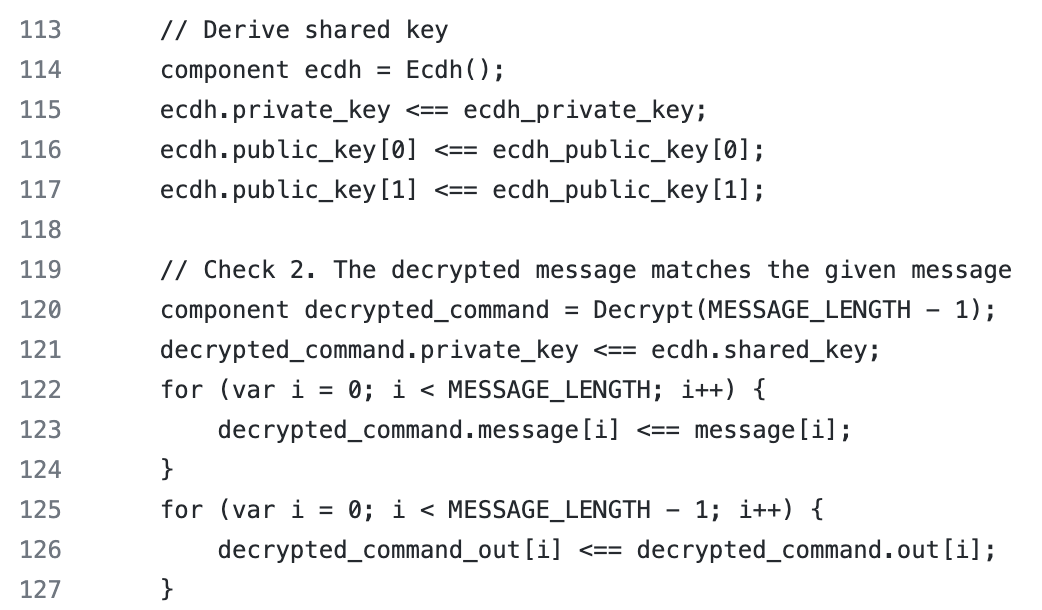 113 // Derive shared key
114 component ecdh = Ecdh();
115 ecdh.private_key <== ecdh_private_key;
116 ecdh.public_key[0] <== ecdh_public_key[0];
117 ecdh.public_key[1] <== ecdh_public_key[1];
118
119 // Check 2. The decrypted message matches the given message
120 component decrypted_command = Decrypt(MESSAGE_LENGTH - 1);
121 decrypted_command.private_key <== ecdh.shared_key;
122 for (var i = 0; i < MESSAGE_LENGTH; i++) {
123 decrypted_command.message[i] <== message[i];
124 }
125 for (var i = 0; i < MESSAGE_LENGTH - 1; i++) {
126 decrypted_command_out[i] <== decrypted_command.out[i];
127 }